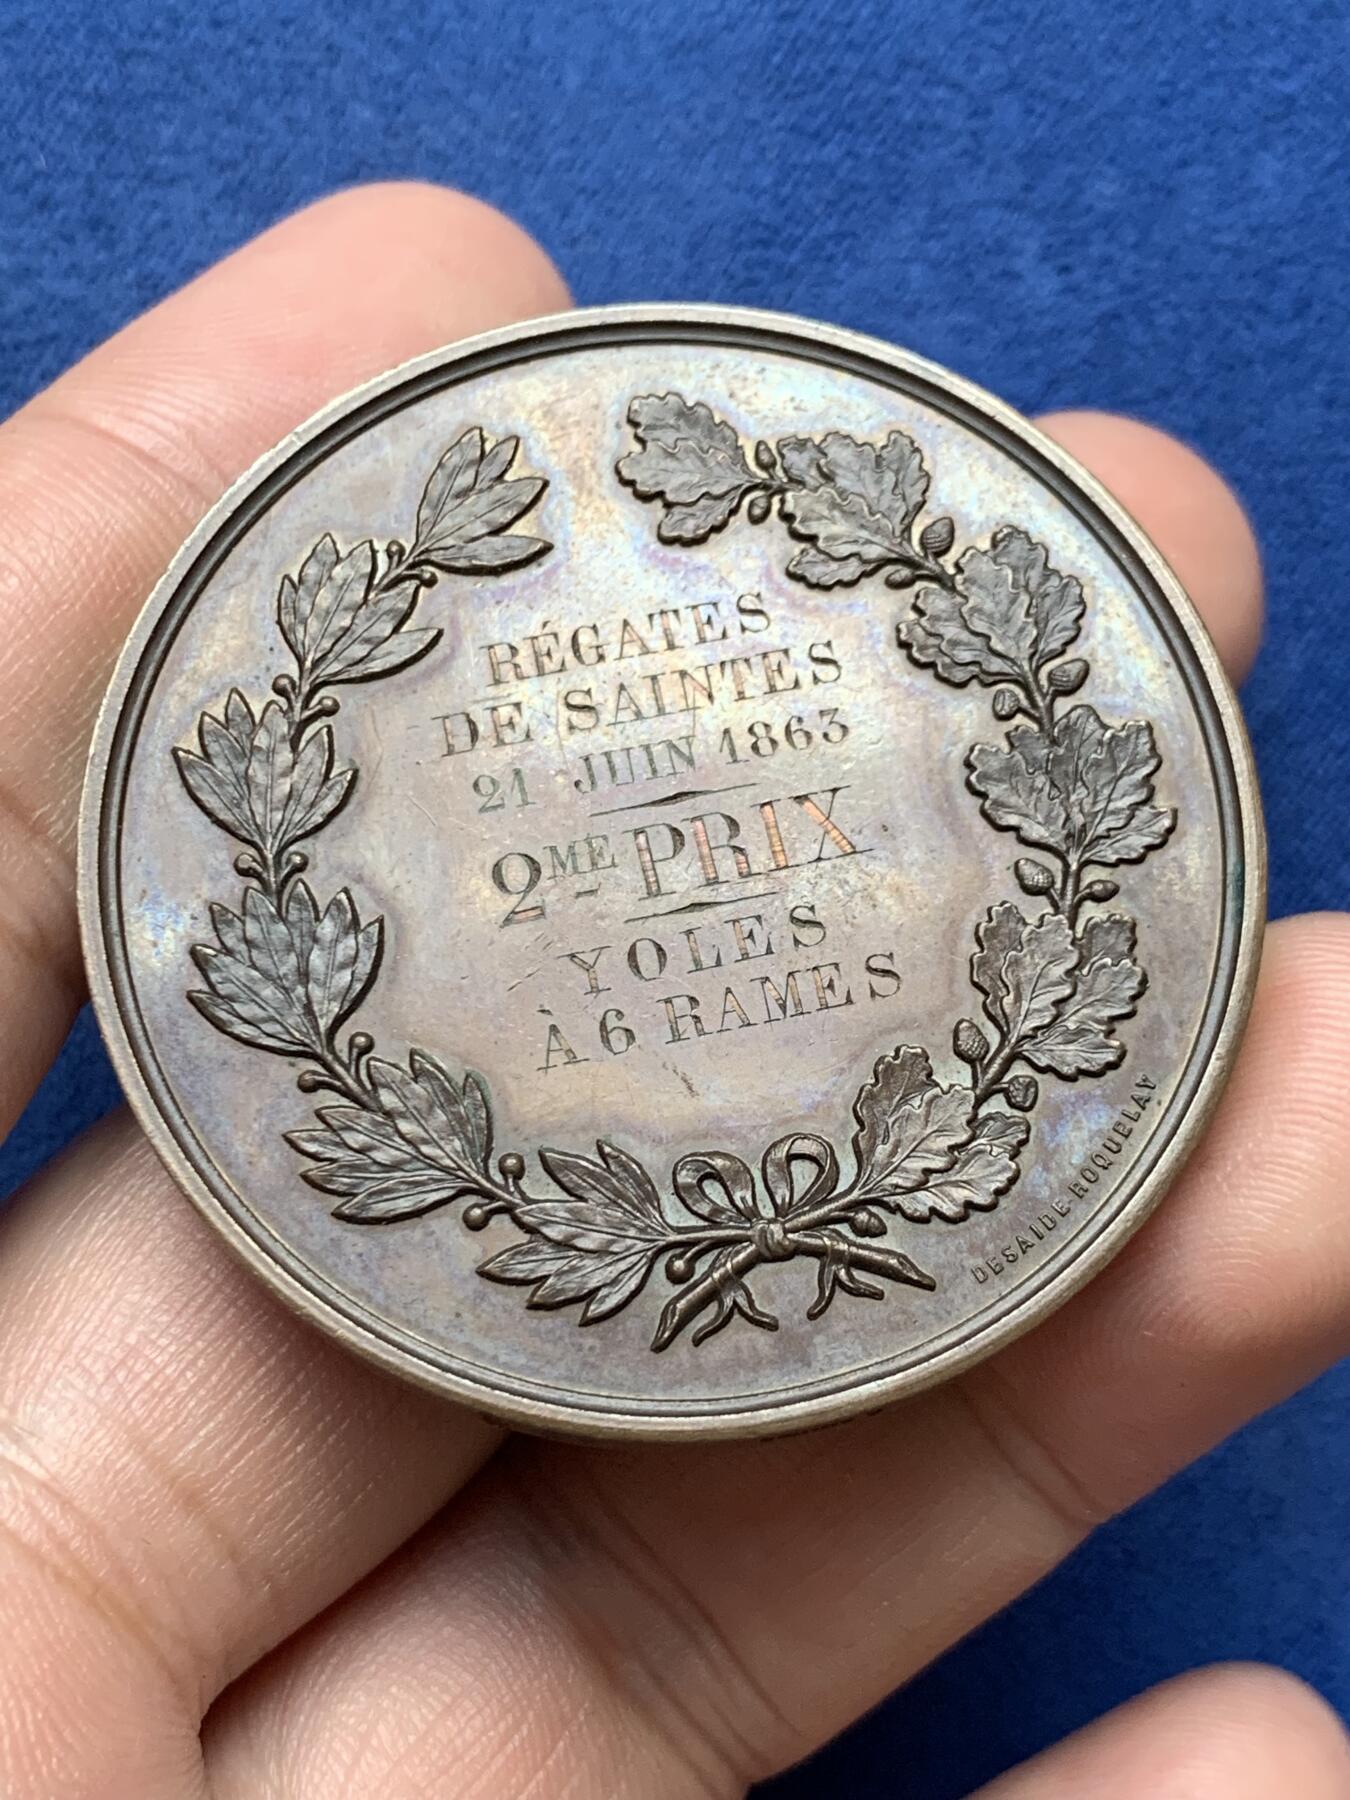 RÉGATES
DE SAINTES
21 JUIN 1863
2ME PRIX
YOLES
À 6 RAMES
DESAIDE-ROQUELAY